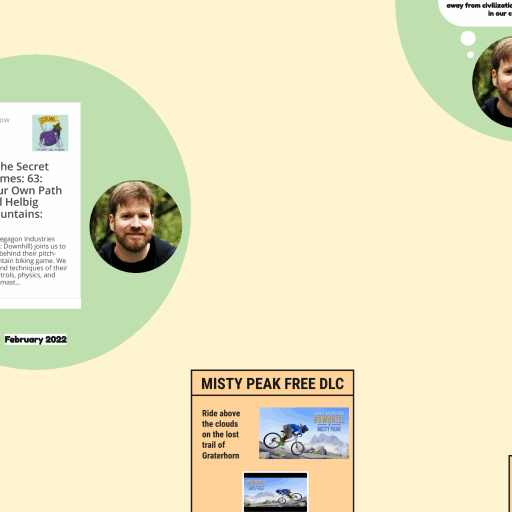 away from
in our
he Secret
mes: 63:
ur Own Path
l Helbig
untains:
egagon Industries
: Downhill) joins us to
behind their pitch-
ntain biking game. We
nd techniques of their
trols, physics, and
mast...
February 2022
MISTY PEAK FREE DLC
Ride above
the clouds
on the lost
trail of
Graterhorn
DOWNHILL
MISTY PEAK